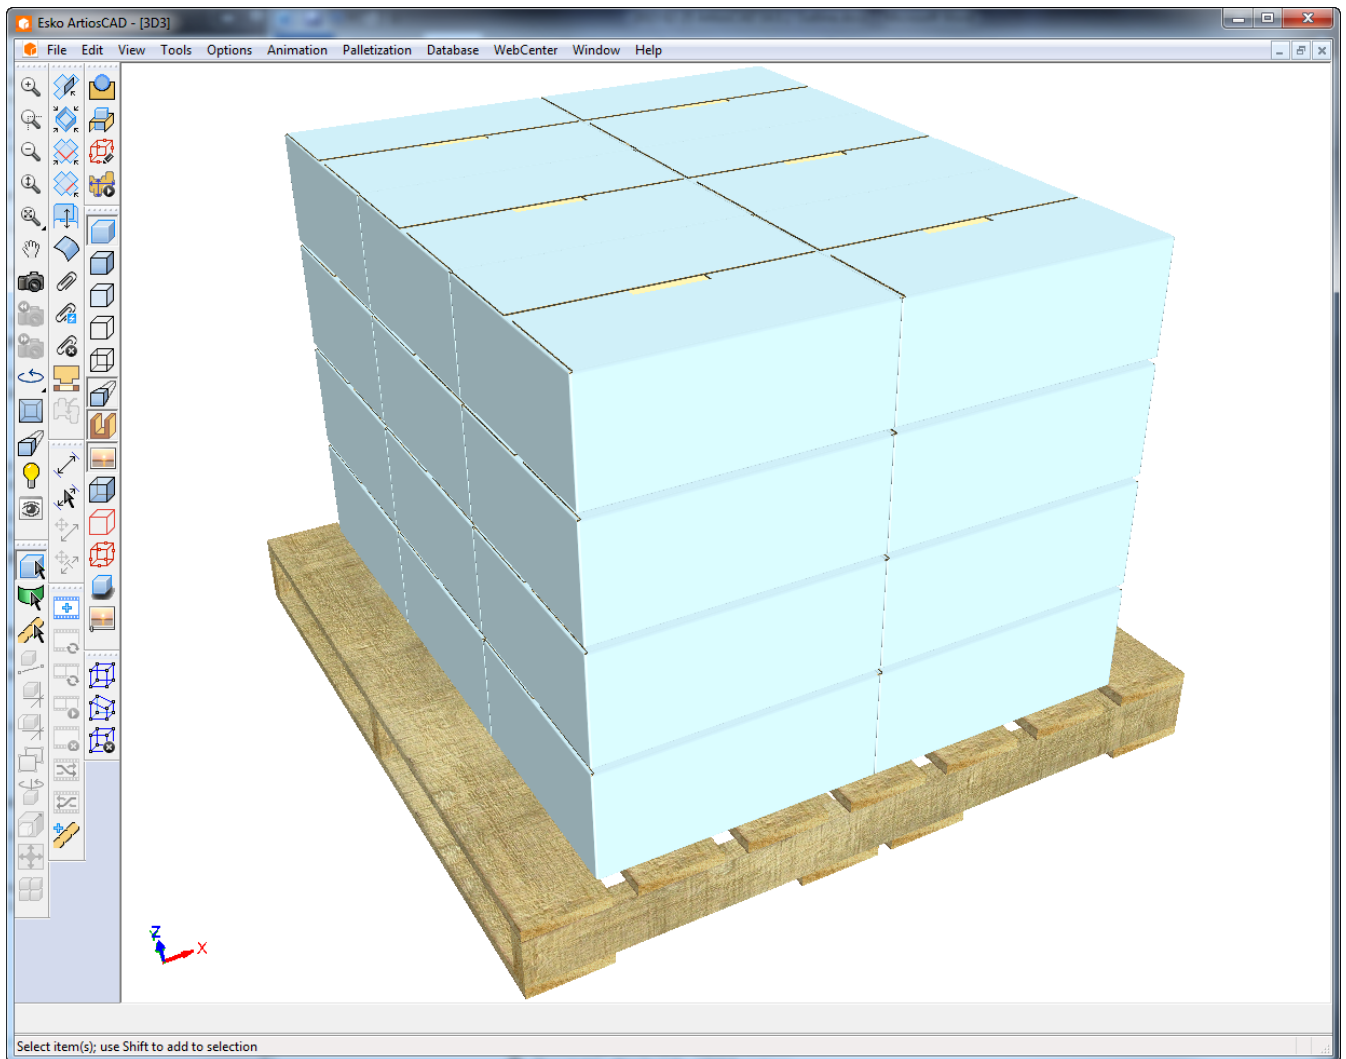 Esko ArtiosCAD - [3D3]
File Edit View Tools Options Animation Palletization Database WebCenter Window Help
Z
X
Select item(s); use Shift to add to selection